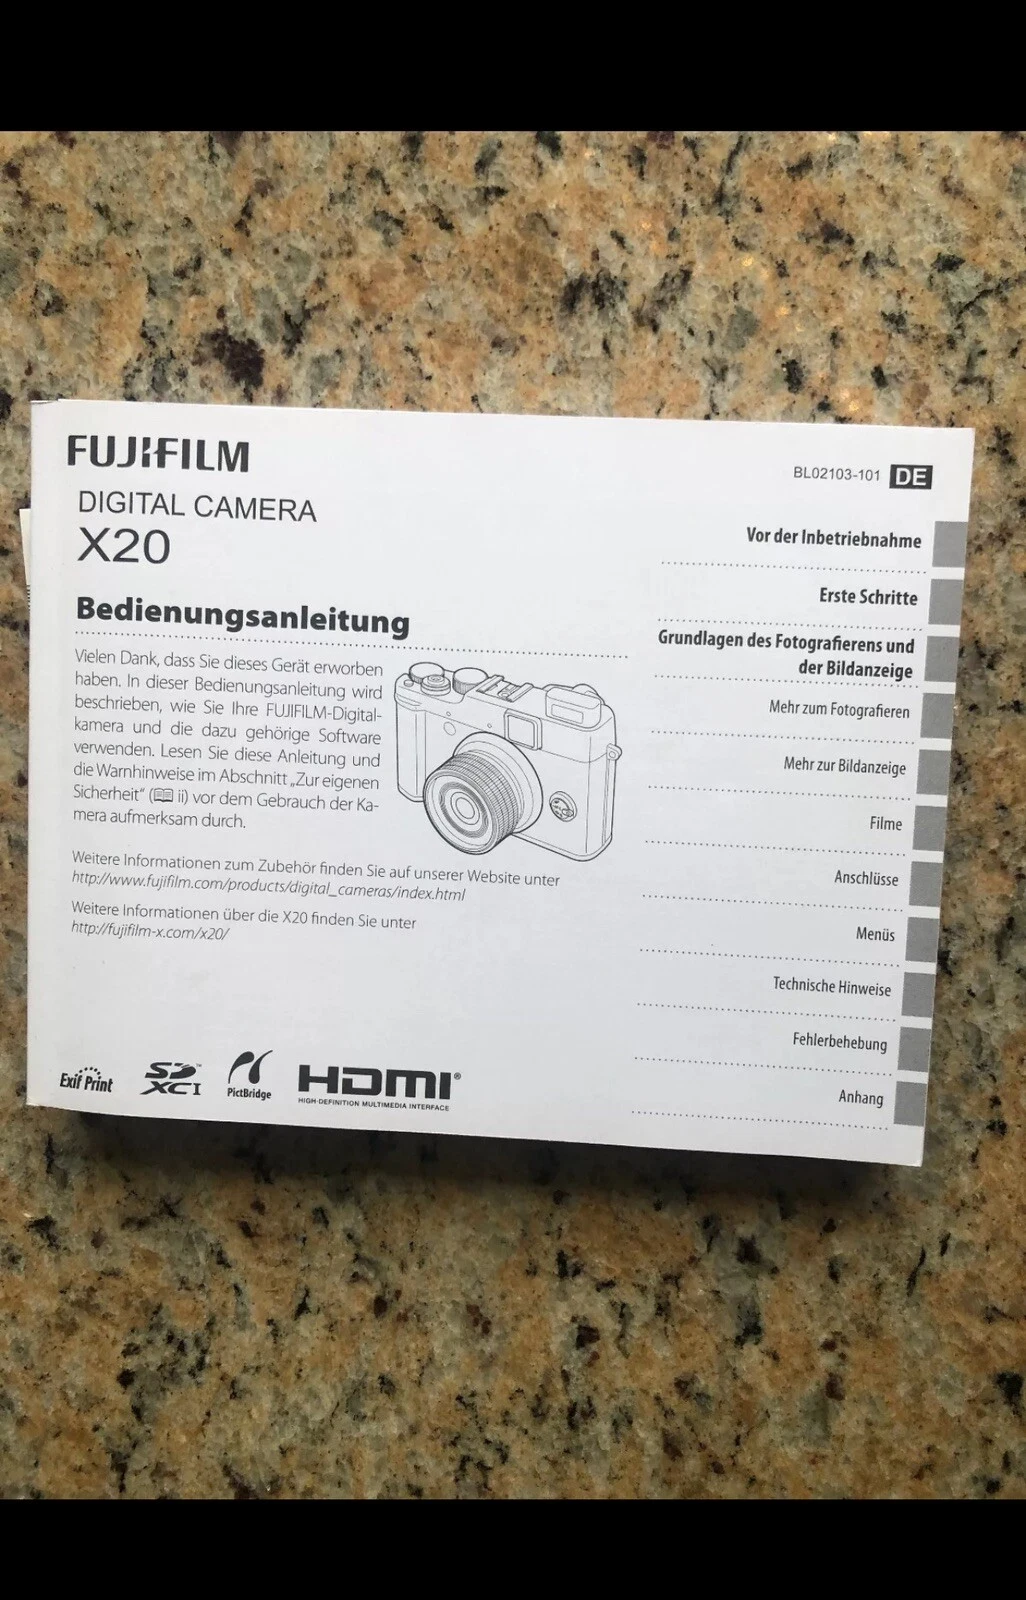 FUJIFILM
DIGITAL CAMERA
X20
Bedienungsanleitung
Vielen Dank, dass Sie dieses Gerät erworben
haben. In dieser Bedienungsanleitung wird
beschrieben, wie Sie Ihre FUJIFILM-Digital-
kamera und die dazu gehörige Software
verwenden. Lesen Sie diese Anleitung und
die Warnhinweise im Abschnitt „Zur eigenen
Sicherheit“ (ii) vor dem Gebrauch der Ka-
mera aufmerksam durch.
Weitere Informationen zum Zubehör finden Sie auf unserer Website unter
http://www.fujifilm.com/products/digital_cameras/index.html
Weitere Informationen über die X20 finden Sie unter
http://fujifilm-x.com/x20/
Exif Print
SD XC I
PictBridge
HDMI®
HIGH-DEFINITION MULTIMEDIA INTERFACE
BL02103-101 DE
Vor der Inbetriebnahme
Erste Schritte
Grundlagen des Fotografierens und
der Bildanzeige
Mehr zum Fotografieren
Mehr zur Bildanzeige
Filme
Anschlüsse
Menüs
Technische Hinweise
Fehlerbehebung
Anhang